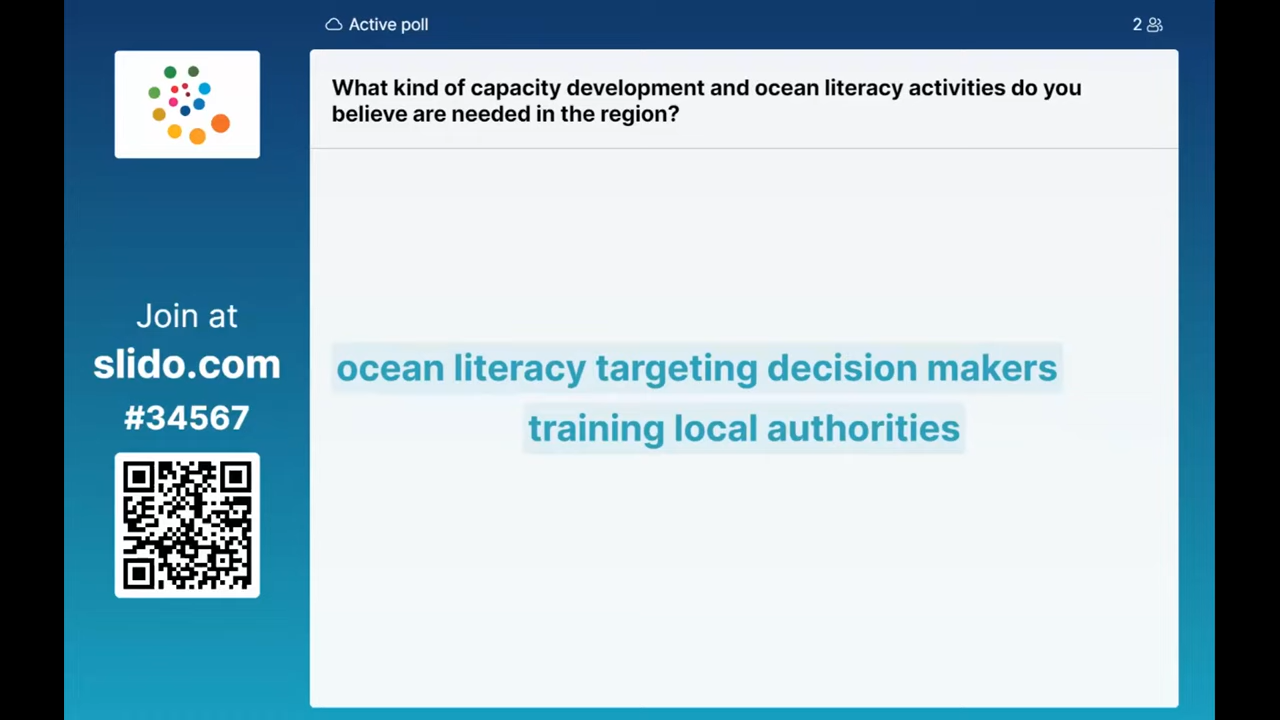 Active poll
2
What kind of capacity development and ocean literacy activities do you
believe are needed in the region?
Join at
slido.com
#34567
ocean literacy targeting decision makers
training local authorities